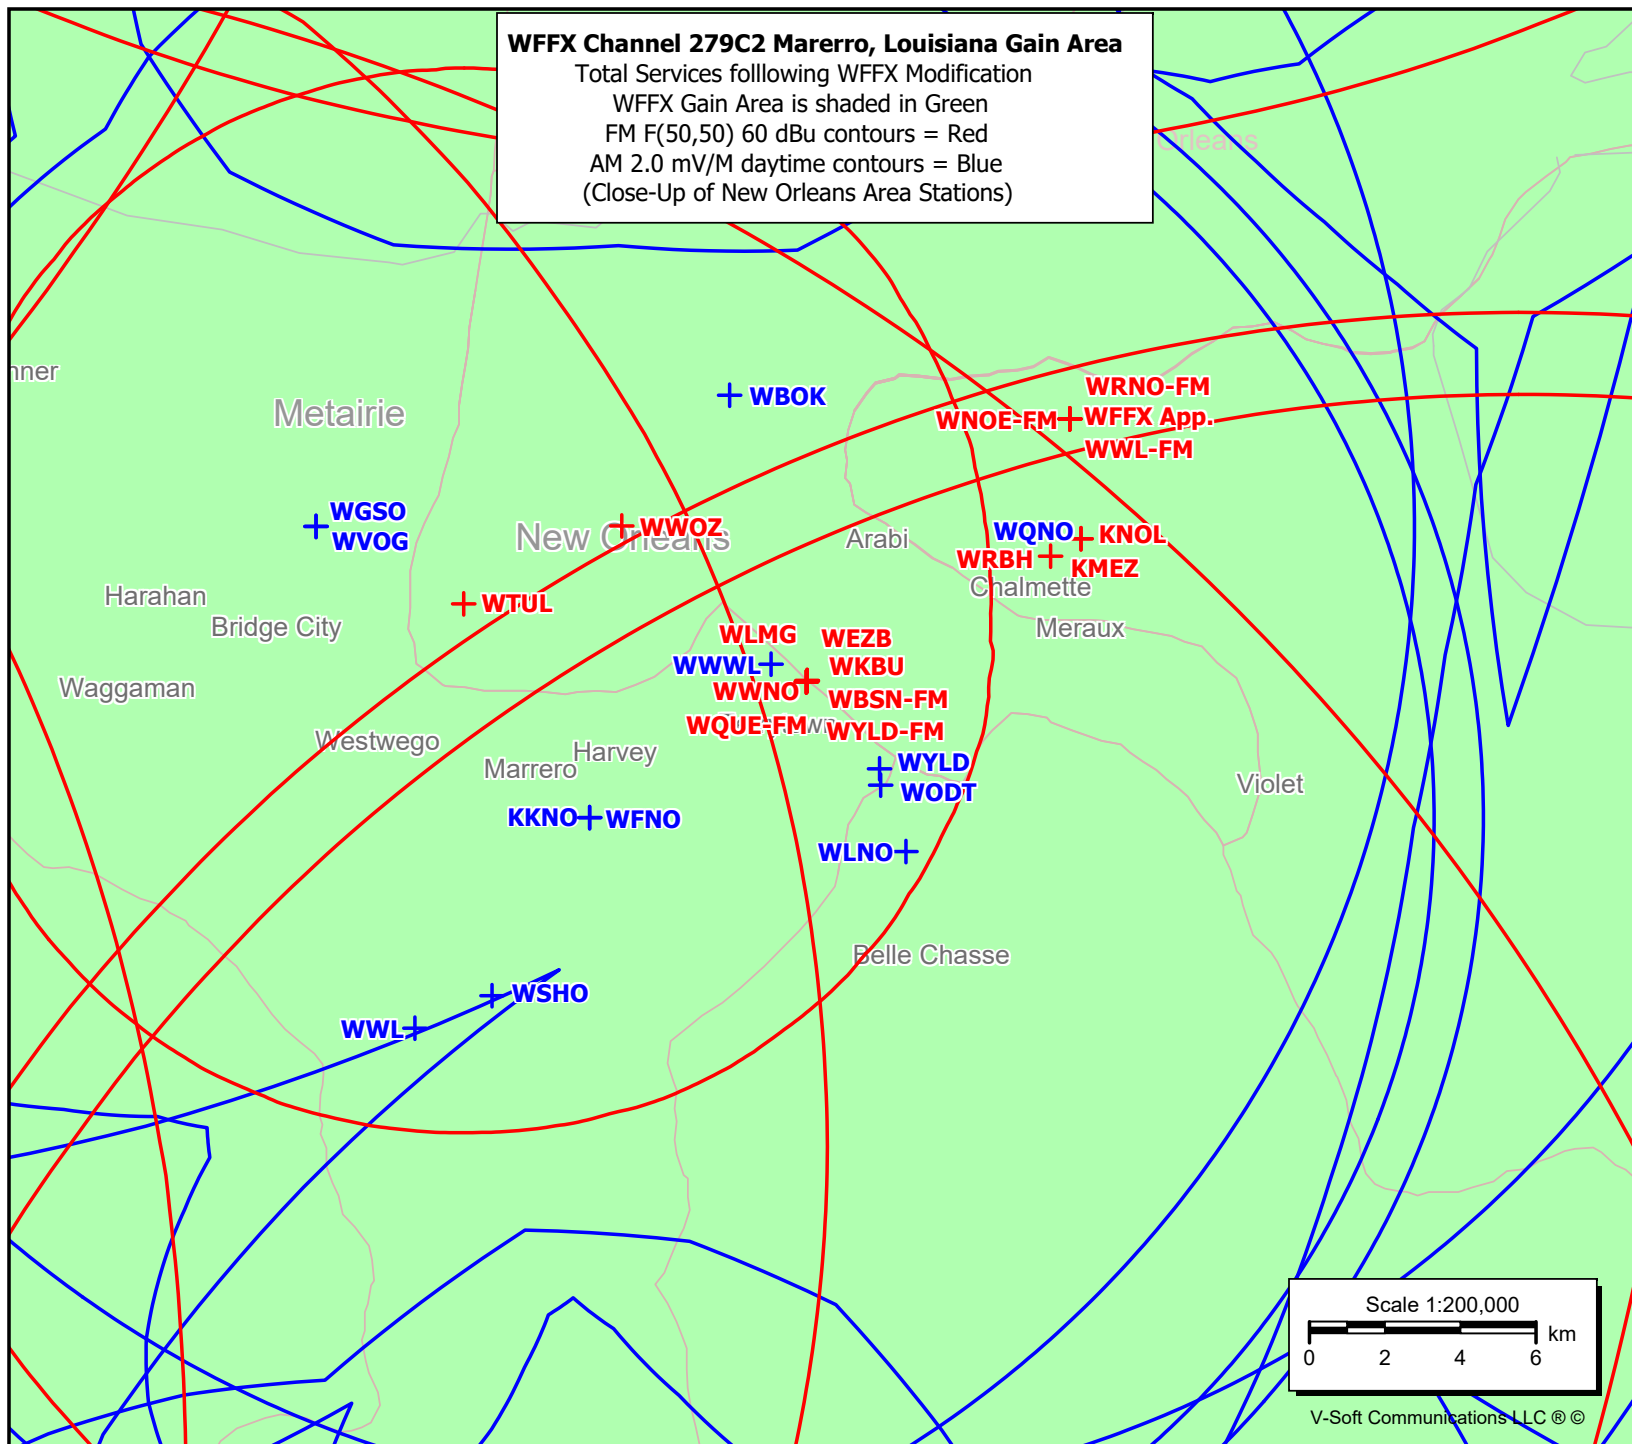 WFFX Channel 279C2 Marerro, Louisiana Gain Area
Total Services folllowing WFFX Modification
WFFX Gain Area is shaded in Green
FM F(50,50) 60 dBu contours = Red
AM 2.0 mV/M daytime contours = Blue
(Close-Up of New Orleans Area Stations)
Orleans
nner
Metairie
WBOK
WRNO-FM
WNOE-FM
WFFX App.
WWL-FM
WGSO
WVOG
New Orleans
WWOZ
Arabi
WQNO
KNOL
WRBH
KMEZ
Chalmette
Harahan
WTUL
Bridge City
Meraux
WLMG
WEZB
WWWL
WKBU
WWNO
WBSN-FM
Waggaman
WQUE-FM
WYLD-FM
Westwego
Harvey
Marrero
WYLD
WODT
Violet
KKNO
WFNO
WLNO
Belle Chasse
WSHO
WWL
Scale 1:200,000
km
0 2 4 6
V-Soft Communications LLC ® ©